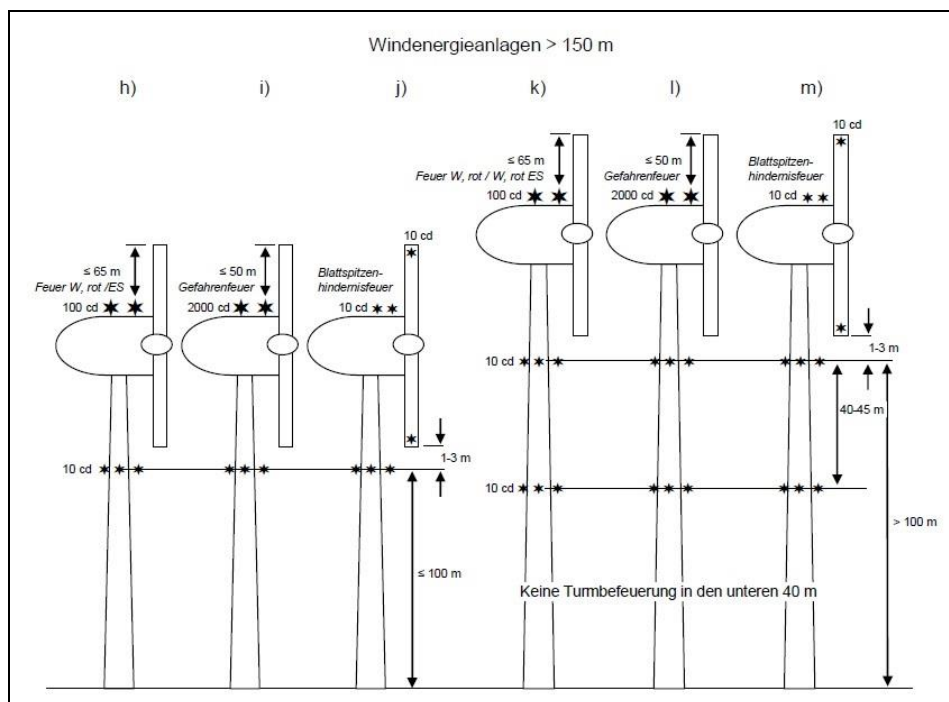 Windenergieanlagen > 150 m
h) i) j) k) l) m)
≤ 65 m
Feuer W, rot /ES
100 cd
≤ 50 m
Gefahrenfeuer
2000 cd
10 cd
Blattspitzen-
hindernisfeuer
10 cd
≤ 65 m
Feuer W, rot / W, rot ES
100 cd
≤ 50 m
Gefahrenfeuer
2000 cd
10 cd
Blattspitzen-
hindernisfeuer
10 cd
1-3 m
10 cd
≤ 100 m
1-3 m
10 cd
40-45 m
10 cd
> 100 m
Keine Turmbefeuerung in den unteren 40 m